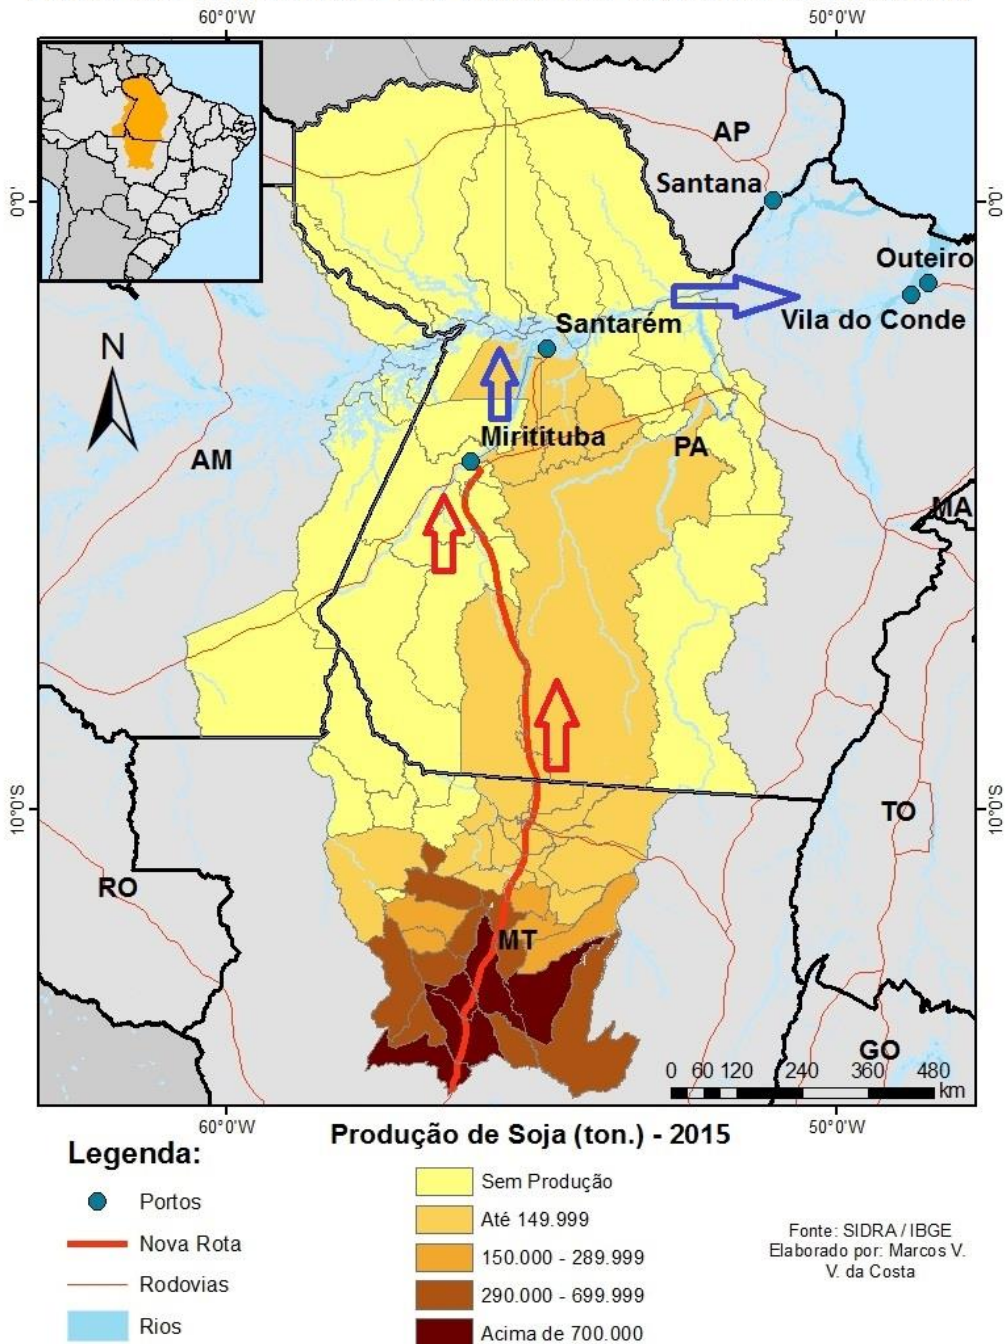 60°0'W
50°0'W
AP
Santana
0°0'
0°0'
Outeiro
Vila do Conde
Santarém
N
Miritituba
PA
AM
MA
10°0'S
10°0'S
TO
RO
MT
GO
0 60 120 240 360 480
km
60°0'W
50°0'W
Produção de Soja (ton.) - 2015
Legenda:
Portos
Nova Rota
Rodovias
Rios
Sem Produção
Até 149.999
150.000 - 289.999
290.000 - 699.999
Acima de 700.000
Fonte: SIDRA / IBGE
Elaborado por: Marcos V.
V. da Costa